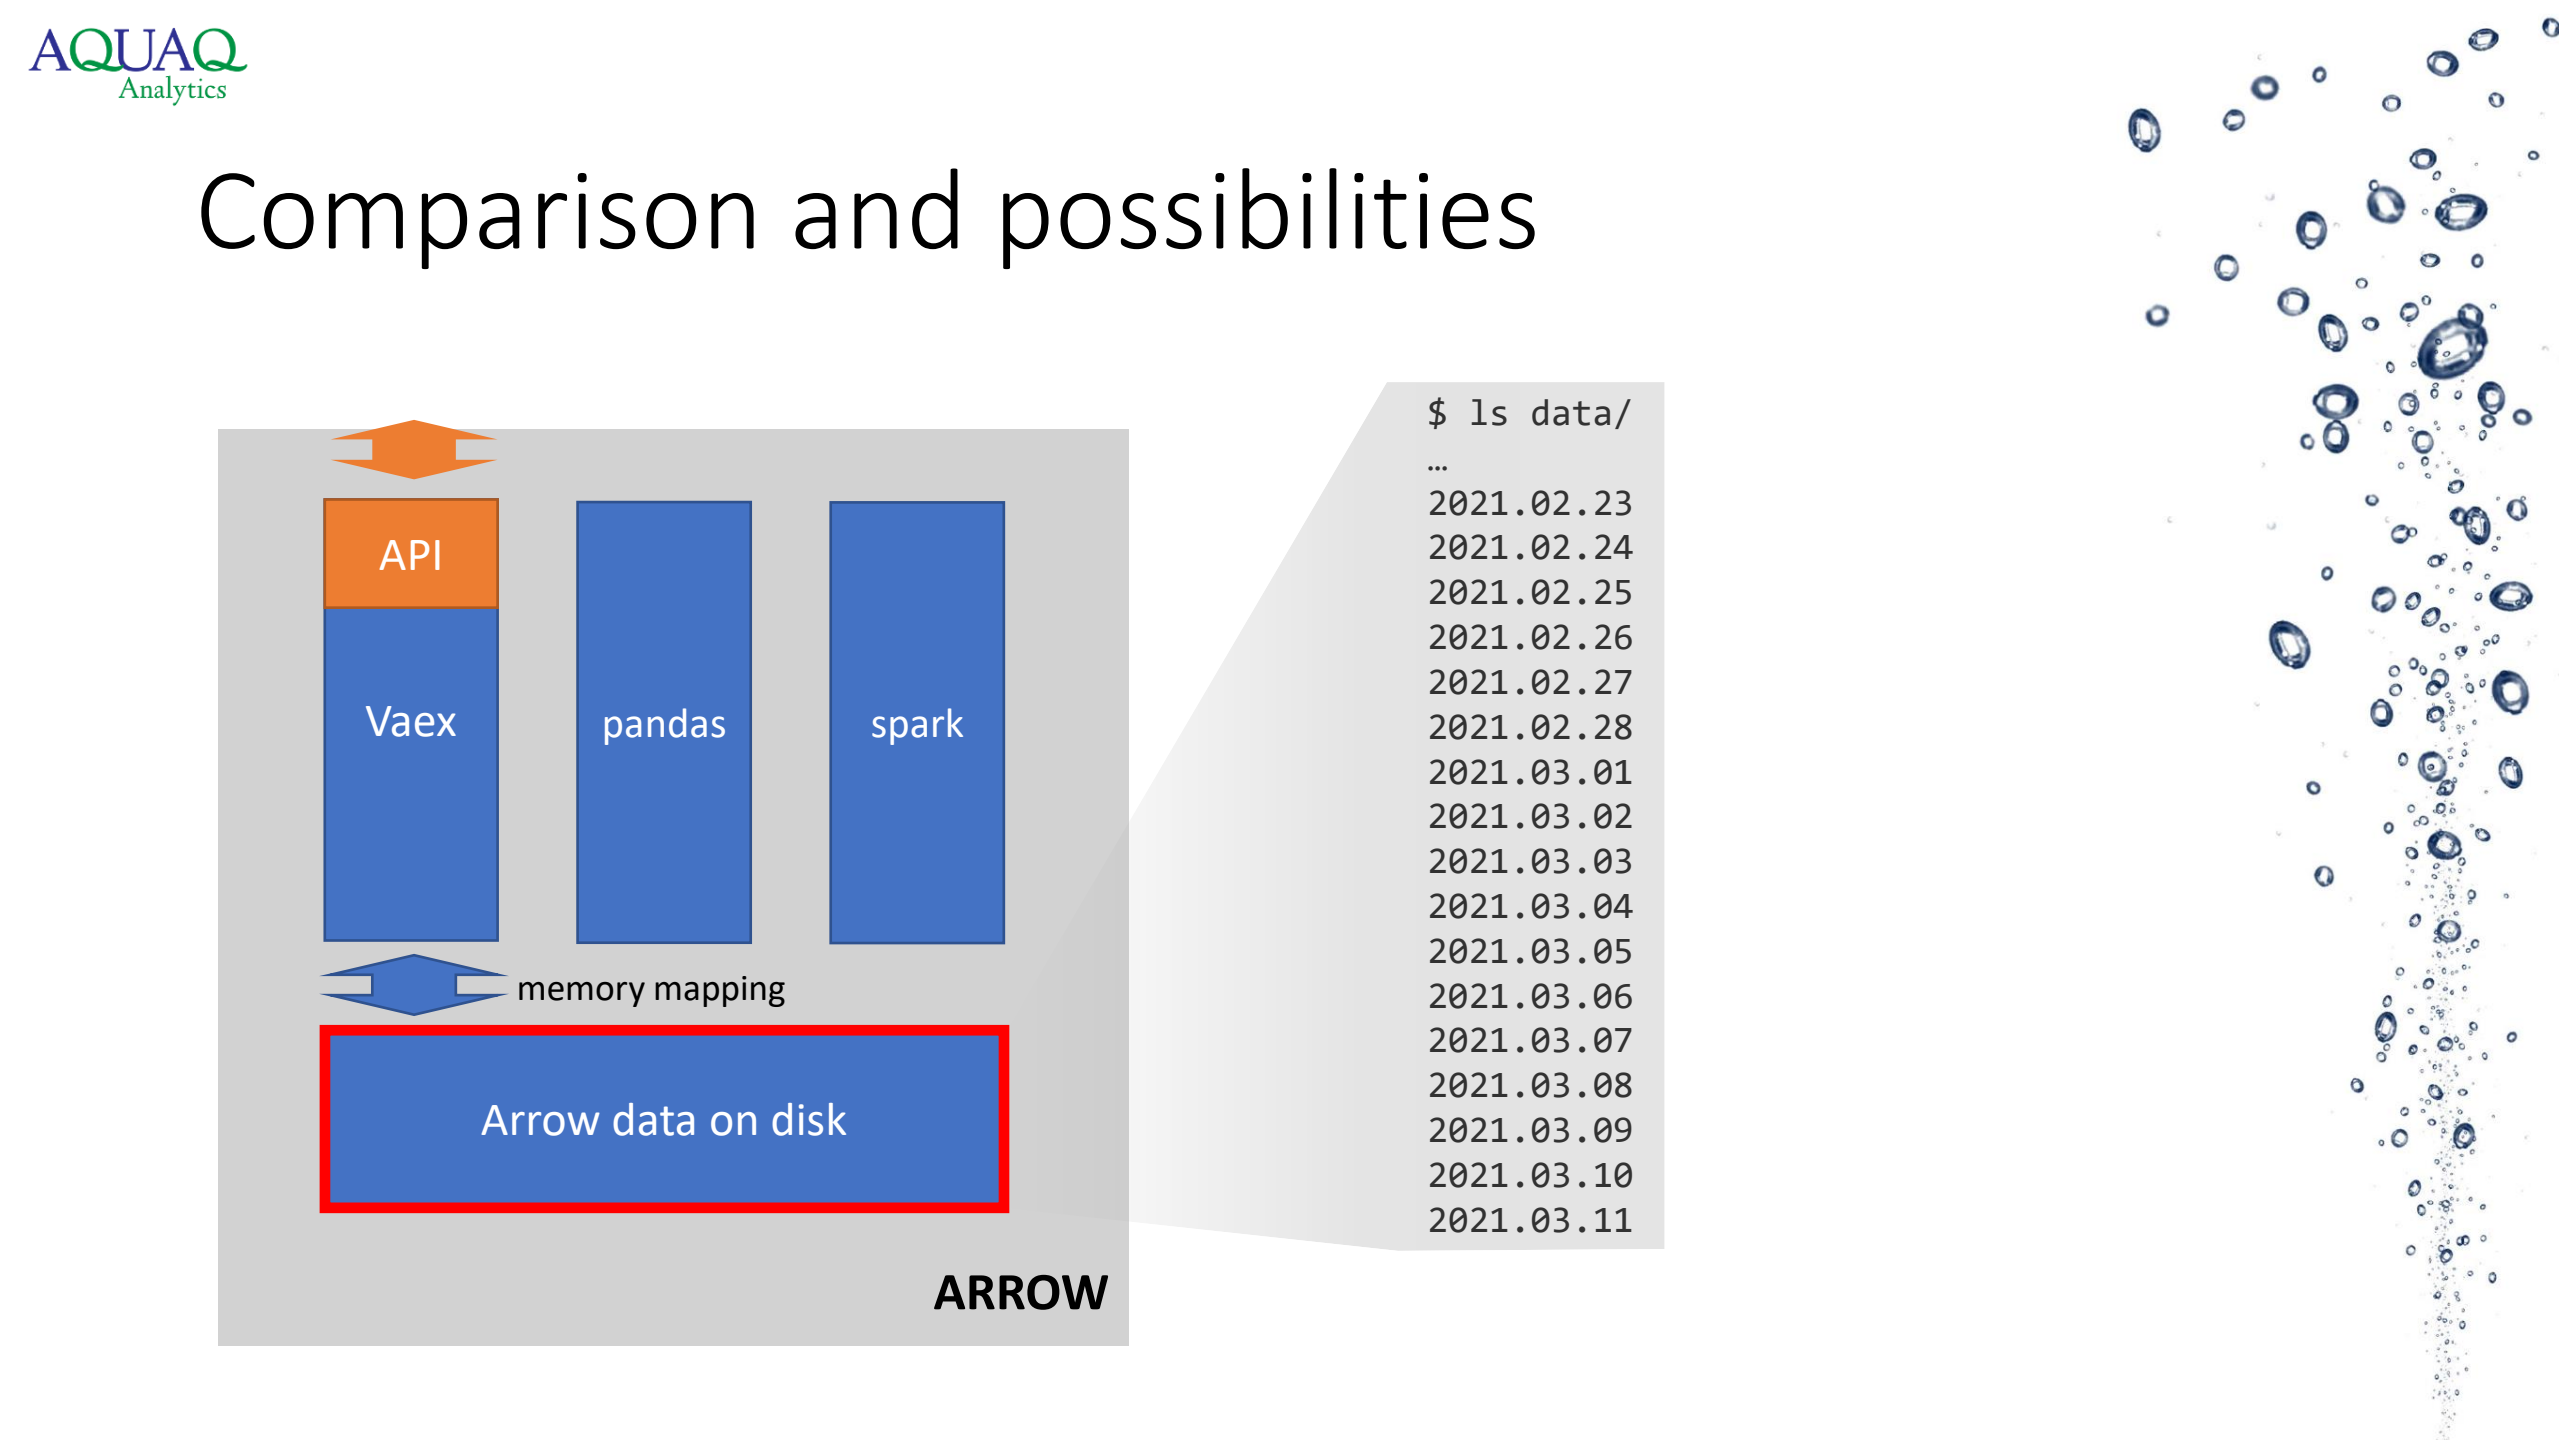 AQUAQ
Analytics
Comparison and possibilities
API
Vaex
pandas
spark
memory mapping
Arrow data on disk
ARROW
$ ls data/
…
2021.02.23
2021.02.24
2021.02.25
2021.02.26
2021.02.27
2021.02.28
2021.03.01
2021.03.02
2021.03.03
2021.03.04
2021.03.05
2021.03.06
2021.03.07
2021.03.08
2021.03.09
2021.03.10
2021.03.11